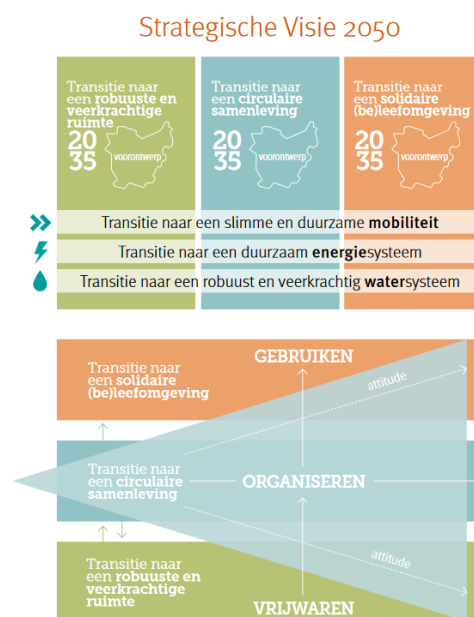 Strategische Visie 2050
Transitie naar
een robuuste en
veerkrachtige
ruimte
20
35
voorontwerp
Transitie naar
een circulaire
samenleving
20
35
voorontwerp
Transitie naar
een solidaire
(be)leefomgeving
20
35
voorontwerp
Transitie naar een slimme en duurzame mobiliteit
Transitie naar een duurzaam energiesysteem
Transitie naar een robuust en veerkrachtig watersysteem
GEBRUIKEN
Transitie naar
een solidaire
(be)leefomgeving
attitude
Transitie naar
een circulaire
samenleving
ORGANISEREN
attitude
Transitie naar
een robuuste en
veerkrachtige
ruimte
VRIJWAREN